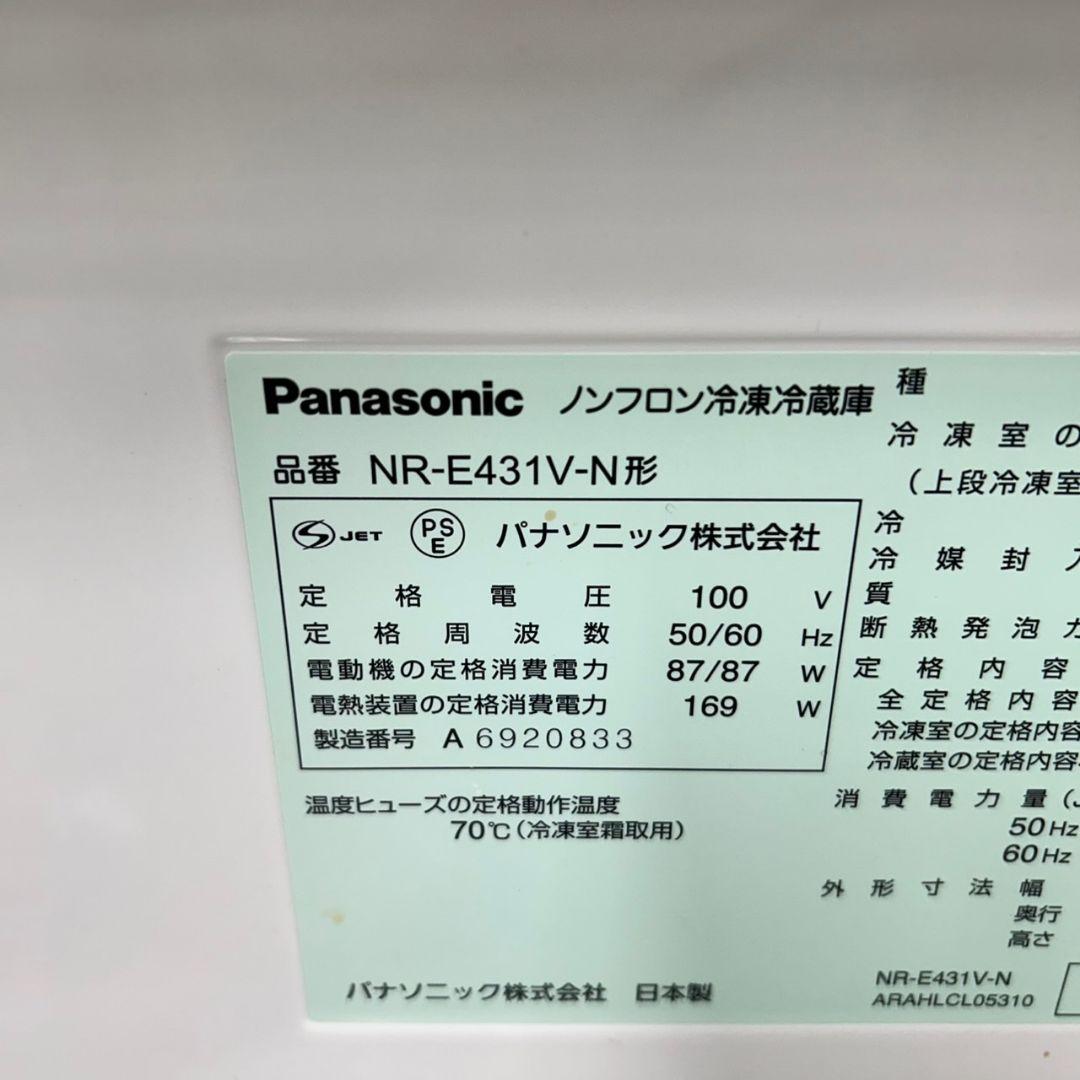 Panasonic ノンフロン冷凍冷蔵庫
品番 NR-E431V-N形
JET PSE パナソニック株式会社
定格電圧 100 V
定格周波数 50/60 Hz
電動機の定格消費電力 87/87 W
電熱装置の定格消費電力 169 W
製造番号 A 6920833
温度ヒューズの定格動作温度
70℃(冷凍室霜取用)
パナソニック株式会社 日本製
種
冷凍室の
(上段冷凍室
冷
冷媒封
質
断熱発泡
定格内容
全定格内容
冷凍室の定格内容
冷蔵室の定格内容
消費電力量(J
50Hz
60Hz
外形寸法 幅
奥行
高さ
NR-E431V-N
ARAHLCL05310